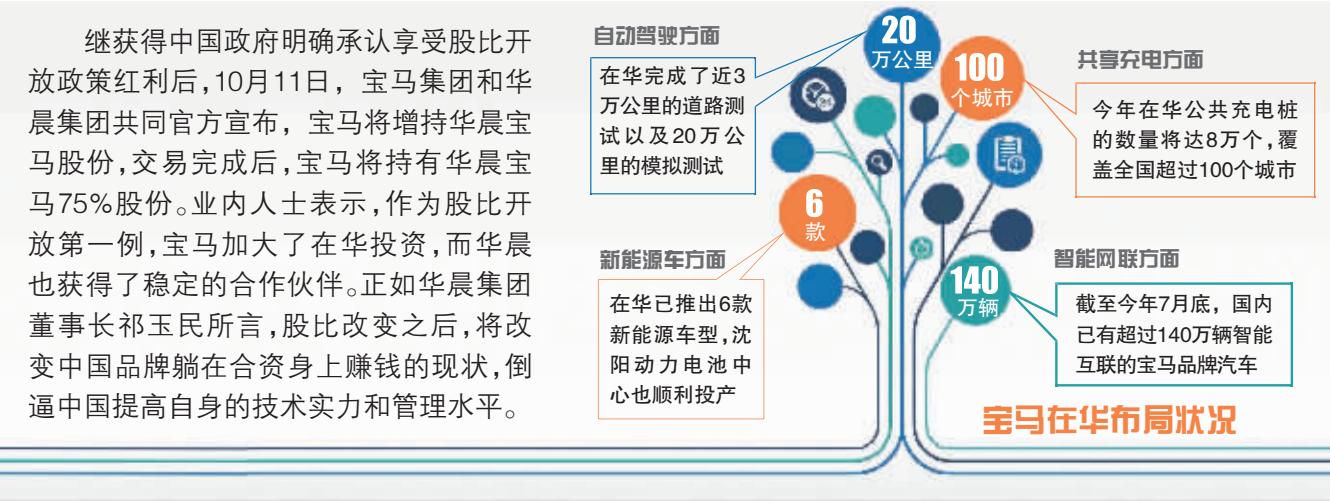 继获得中国政府明确承认享受股比开
放政策红利后,10月11日，宝马集团和华
晨集团共同官方宣布，宝马将增持华晨宝
马股份,交易完成后,宝马将持有华晨宝
马75%股份。业内人士表示,作为股比开
放第一例,宝马加大了在华投资,而华晨
也获得了稳定的合作伙伴。正如华晨集团
董事长祁玉民所言,股比改变之后,将改
变中国品牌躺在合资身上赚钱的现状,倒
逼中国提高自身的技术实力和管理水平。
自动驾驶方面
在华完成了近3
万公里的道路测
试以及20万公
里的模拟测试
20
万公里
100
个城市
共享充电方面
今年在华公共充电桩
的数量将达8万个,覆
盖全国超过100个城市
6
款
新能源车方面
在华已推出6款
新能源车型,沈
阳动力电池中
心也顺利投产
140
万辆
智能网联方面
截至今年7月底，国内
已有超过140万辆智能
互联的宝马品牌汽车
宝马在华布局状况